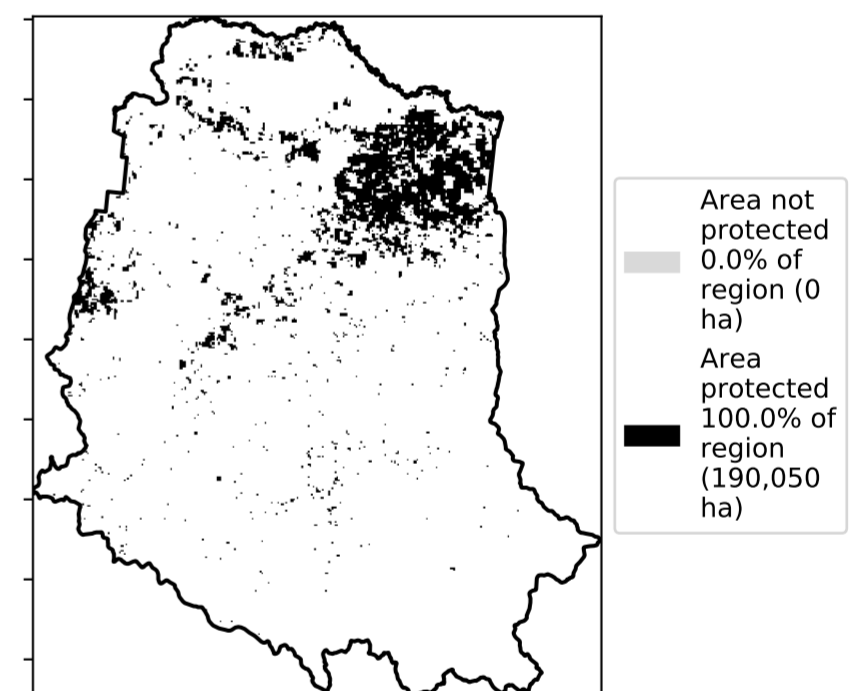 Area not
protected
0.0% of
region (0
ha)
Area
protected
100.0% of
region
(190,050
ha)